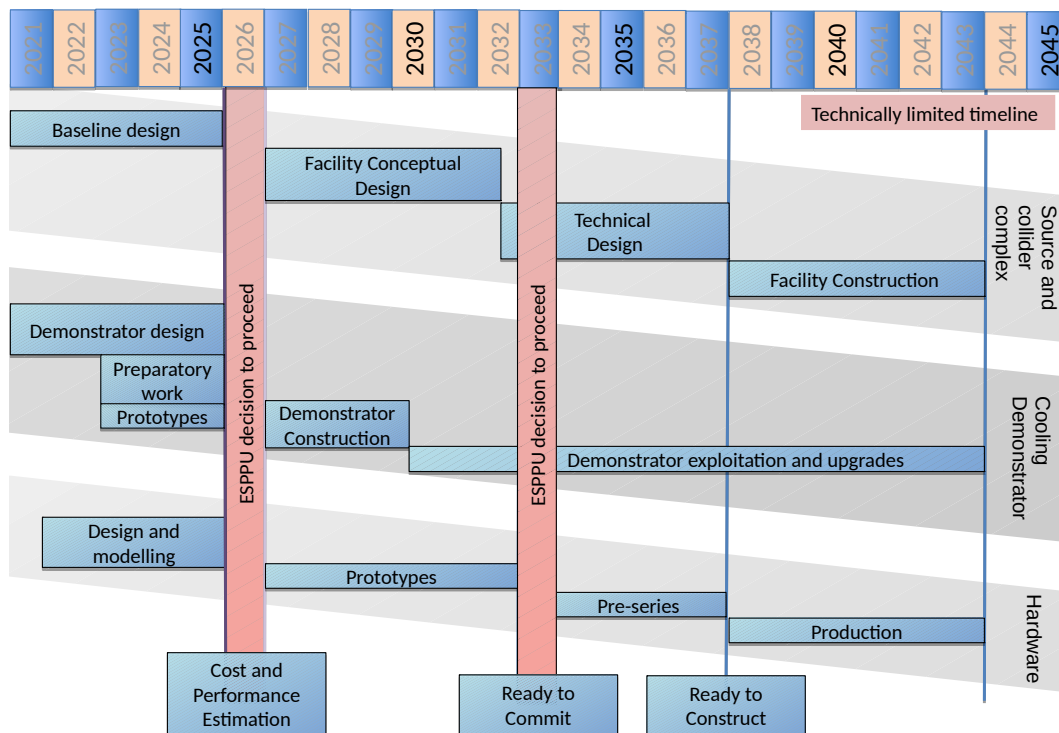 2021
2022
2023
2024
2025
2026
2027
2028
2029
2030
2031
2032
2033
2034
2035
2036
2037
2038
2039
2040
2041
2042
2043
2044
2045
Technically limited timeline
Baseline design
Facility Conceptual
Design
Technical
Design
Facility Construction
Source and
collider
complex
ESPPU decision to proceed
ESPPU decision to proceed
Demonstrator design
Preparatory
work
Prototypes
Demonstrator
Construction
Demonstrator exploitation and upgrades
Cooling
Demonstrator
Design and
modelling
Prototypes
Pre-series
Production
Hardware
Cost and
Performance
Estimation
Ready to
Commit
Ready to
Construct